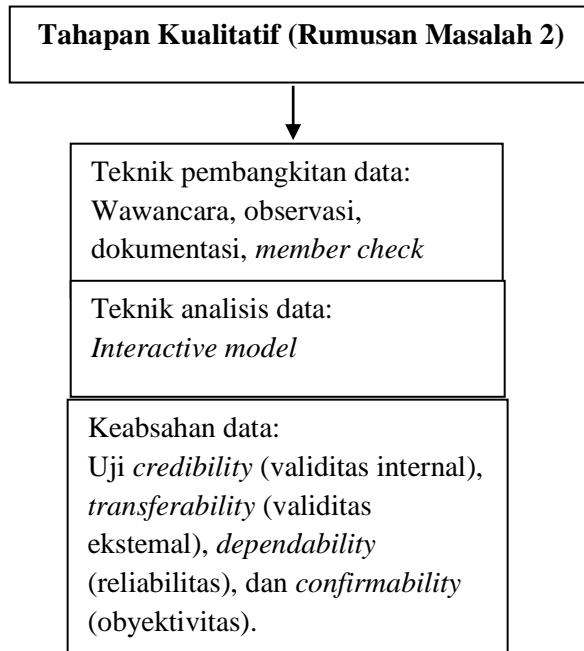 Tahapan Kualitatif (Rumusan Masalah 2)
Teknik pembangkitan data:
Wawancara, observasi,
dokumentasi, member check
Teknik analisis data:
Interactive model
Keabsahan data:
Uji credibility (validitas internal),
transferability (validitas
ekstemal), dependability
(reliabilitas), dan confirmability
(obyektivitas).